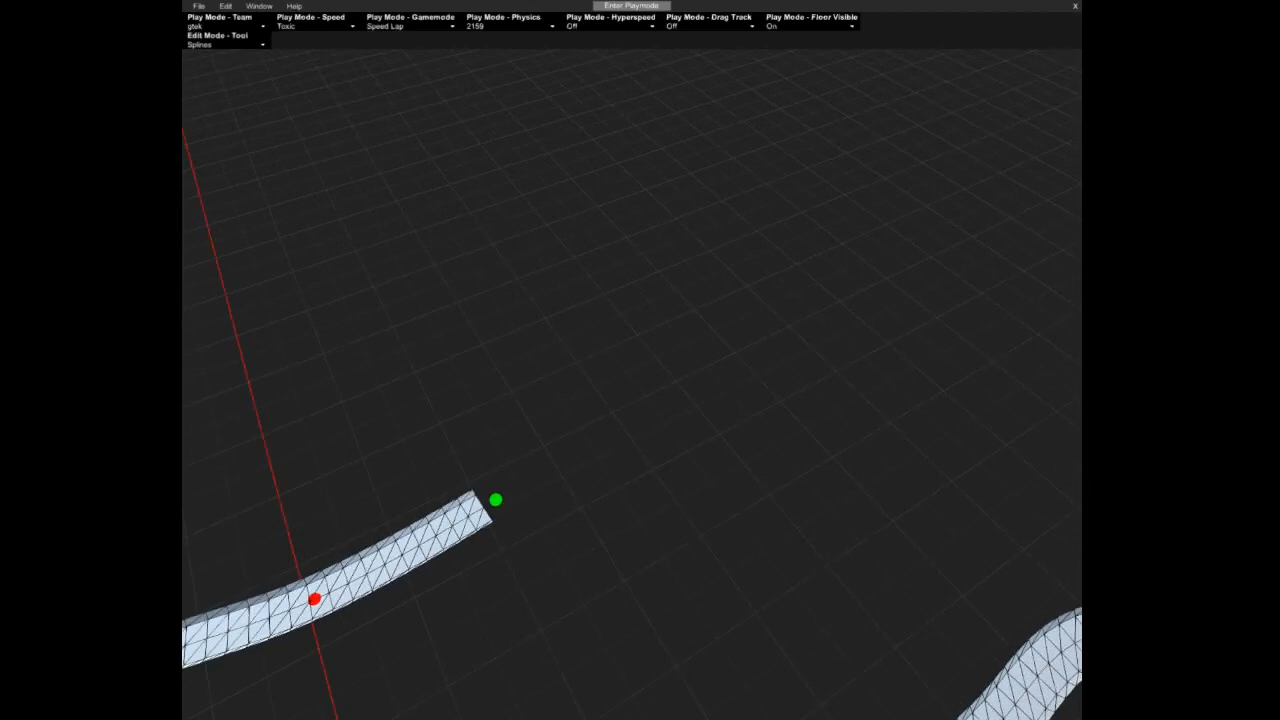 File Edit Window Help Enter Playmode X
Play Mode - Team Play Mode - Speed Play Mode - Gamemode Play Mode - Physics Play Mode - Hyperspeed Play Mode - Drag Track Play Mode - Floor Visible
gtek Toxic Speed Lap 2159 Off Off On
Edit Mode - Tool
Splines